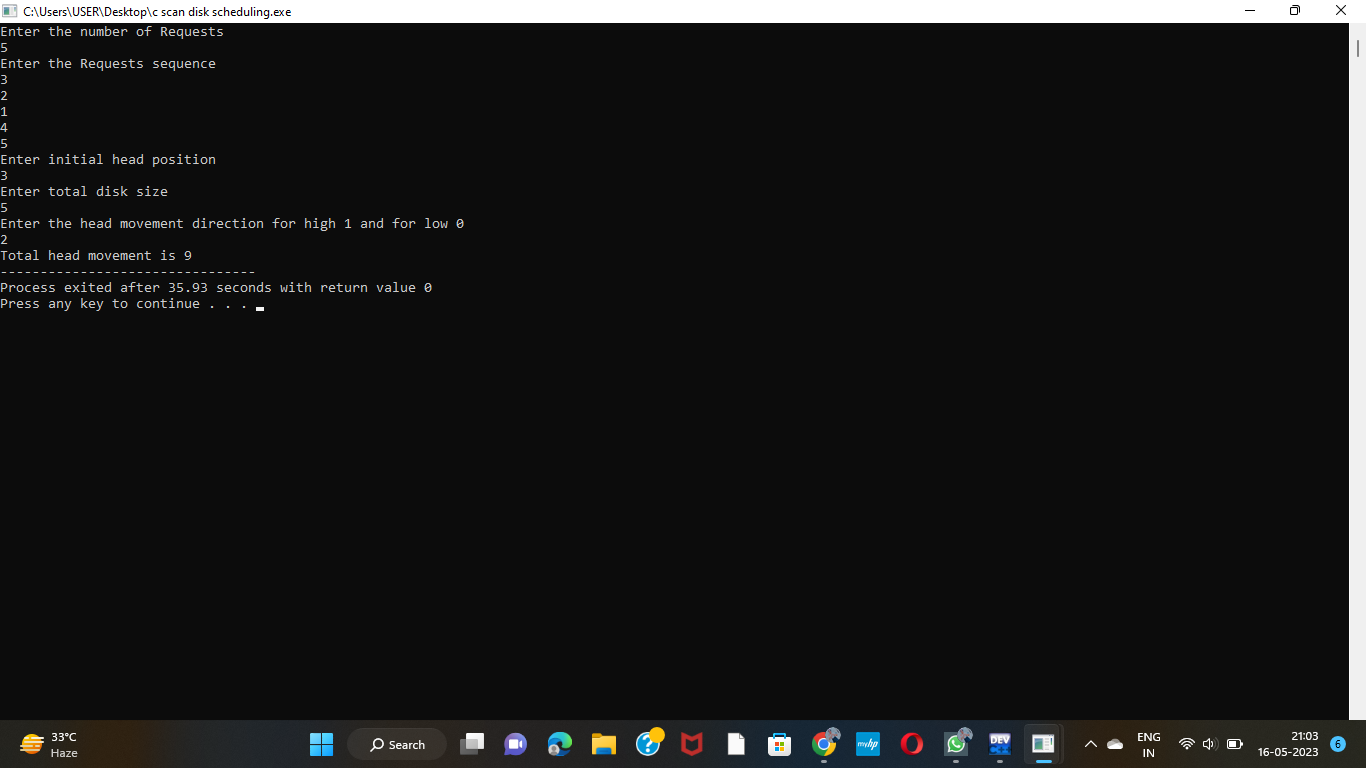 C:\Users\USER\Desktop\c scan disk scheduling.exe
Enter the number of Requests
5
Enter the Requests sequence
3
2
1
4
5
Enter initial head position
3
Enter total disk size
5
Enter the head movement direction for high 1 and for low 0
2
Total head movement is 9
--------------------------------
Process exited after 35.93 seconds with return value 0
Press any key to continue . . .
33°C
Haze
Search
myhp
DEV
ENG
IN
21:03
16-05-2023
6